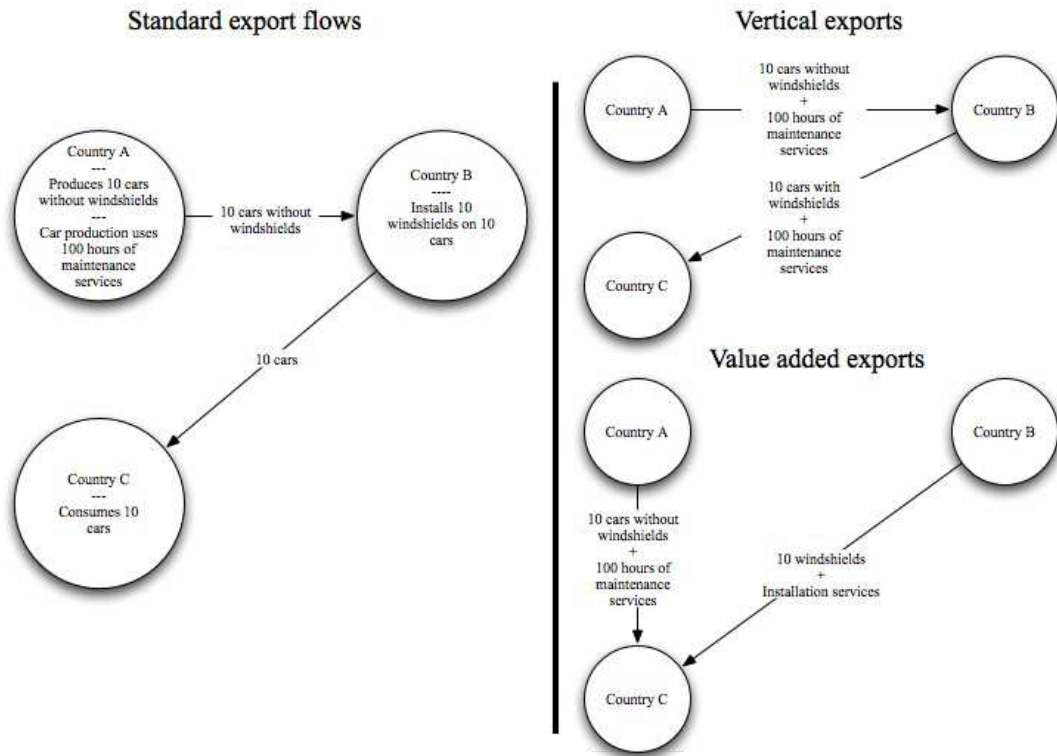 Standard export flows
Country A
---
Produces 10 cars
without windshields
---
Car production uses
100 hours of
maintenance
services
10 cars without
windshields
Country B
----
Installs 10
windshields on 10
cars
10 cars
Country C
---
Consumes 10
cars
Vertical exports
Country A
10 cars without
windshields
+
100 hours of
maintenance
services
Country B
10 cars with
windshields
+
100 hours of
maintenance
services
Country C
Value added exports
Country A
Country B
10 cars without
windshields
+
100 hours of
maintenance
services
10 windshields
+
Installation services
Country C